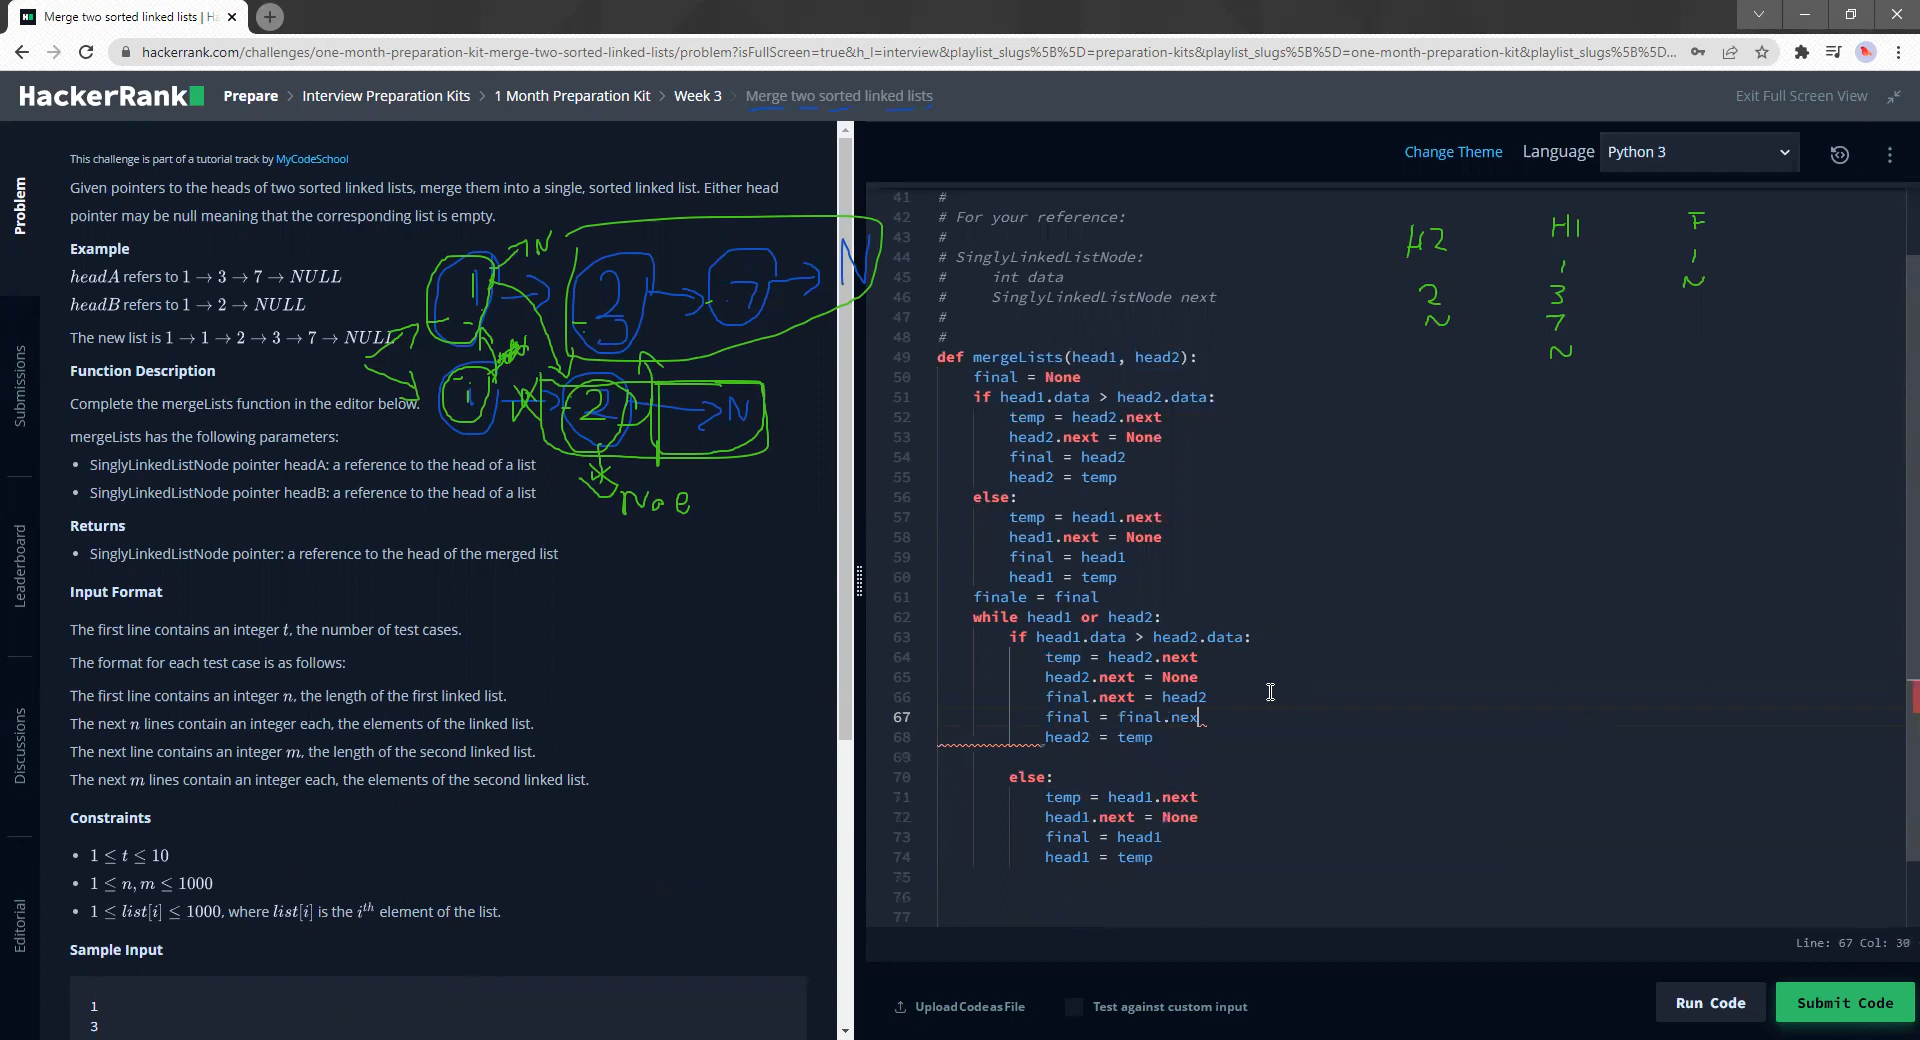 Merge two sorted linked lists | Ha
hackerrank.com/challenges/one-month-preparation-kit-merge-two-sorted-linked-lists/problem?isFullScreen=true&h_l=interview&playlist_slugs%5B%5D=preparation-kits&playlist_slugs%5B%5D=one-month-preparation-kit&playlist_slugs%5B%5D...
HackerRank Prepare > Interview Preparation Kits > 1 Month Preparation Kit > Week 3 > Merge two sorted linked lists
Exit Full Screen View
Problem
Submissions
Leaderboard
Discussions
Editorial
This challenge is part of a tutorial track by MyCodeSchool
Given pointers to the heads of two sorted linked lists, merge them into a single, sorted linked list. Either head
pointer may be null meaning that the corresponding list is empty.
Example
headA refers to 1 → 3 → 7 → NULL
headB refers to 1 → 2 → NULL
The new list is 1 → 1 → 2 → 3 → 7 → NULL
Function Description
Complete the mergeLists function in the editor below.
mergeLists has the following parameters:
• SinglyLinkedListNode pointer headA: a reference to the head of a list
• SinglyLinkedListNode pointer headB: a reference to the head of a list
Returns
• SinglyLinkedListNode pointer: a reference to the head of the merged list
Input Format
The first line contains an integer t, the number of test cases.
The format for each test case is as follows:
The first line contains an integer n, the length of the first linked list.
The next n lines contain an integer each, the elements of the linked list.
The next line contains an integer m, the length of the second linked list.
The next m lines contain an integer each, the elements of the second linked list.
Constraints
• 1 ≤ t ≤ 10
• 1 ≤ n, m ≤ 1000
• 1 ≤ list[i] ≤ 1000, where list[i] is the iᵗʰ element of the list.
Sample Input
1
3
N
1 3 7 N
1 2 N
Change Theme Language Python 3
41 #
42 # For your reference:
43 #
44 # SinglyLinkedListNode:
45 #     int data
46 #     SinglyLinkedListNode next
47 #
48 #
49 def mergeLists(head1, head2):
50     final = None
51     if head1.data > head2.data:
52         temp = head2.next
53         head2.next = None
54         final = head2
55         head2 = temp
56     else:
57         temp = head1.next
58         head1.next = None
59         final = head1
60         head1 = temp
61     finale = final
62     while head1 or head2:
63         if head1.data > head2.data:
64             temp = head2.next
65             head2.next = None
66             final.next = head2
67             final = final.nex
68             head2 = temp
69
70         else:
71             temp = head1.next
72             head1.next = None
73             final = head1
74             head1 = temp
75
76
77
H2 H1 F
1 1
2 3 N
N 7
N
Line: 67 Col: 30
Upload Code as File
Test against custom input
Run Code
Submit Code